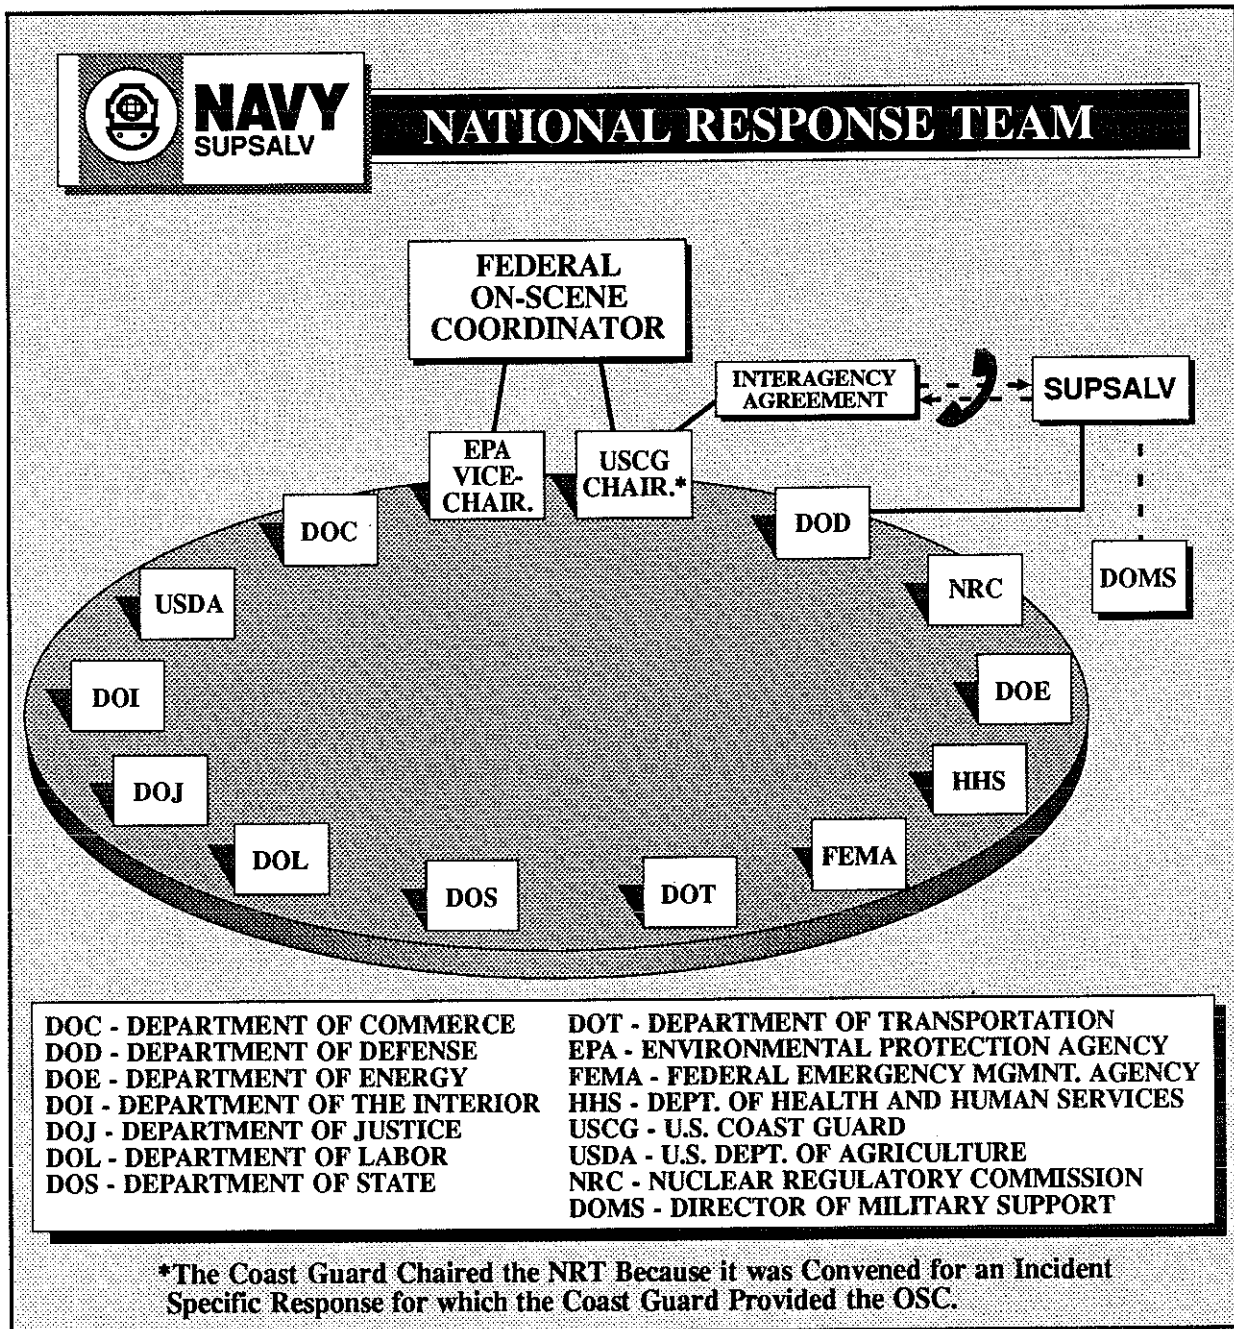 NAVY
SUPSALV
NATIONAL RESPONSE TEAM
FEDERAL
ON-SCENE
COORDINATOR
INTERAGENCY
AGREEMENT
SUPSALV
EPA
VICE-
CHAIR.
USCG
CHAIR.*
DOC
DOD
USDA
NRC
DOMS
DOI
DOE
DOJ
HHS
DOL
FEMA
DOS
DOT
DOC - DEPARTMENT OF COMMERCE
DOD - DEPARTMENT OF DEFENSE
DOE - DEPARTMENT OF ENERGY
DOI - DEPARTMENT OF THE INTERIOR
DOJ - DEPARTMENT OF JUSTICE
DOL - DEPARTMENT OF LABOR
DOS - DEPARTMENT OF STATE
DOT - DEPARTMENT OF TRANSPORTATION
EPA - ENVIRONMENTAL PROTECTION AGENCY
FEMA - FEDERAL EMERGENCY MGMNT. AGENCY
HHS - DEPT. OF HEALTH AND HUMAN SERVICES
USCG - U.S. COAST GUARD
USDA - U.S. DEPT. OF AGRICULTURE
NRC - NUCLEAR REGULATORY COMMISSION
DOMS - DIRECTOR OF MILITARY SUPPORT
*The Coast Guard Chaired the NRT Because it was Convened for an Incident
Specific Response for which the Coast Guard Provided the OSC.